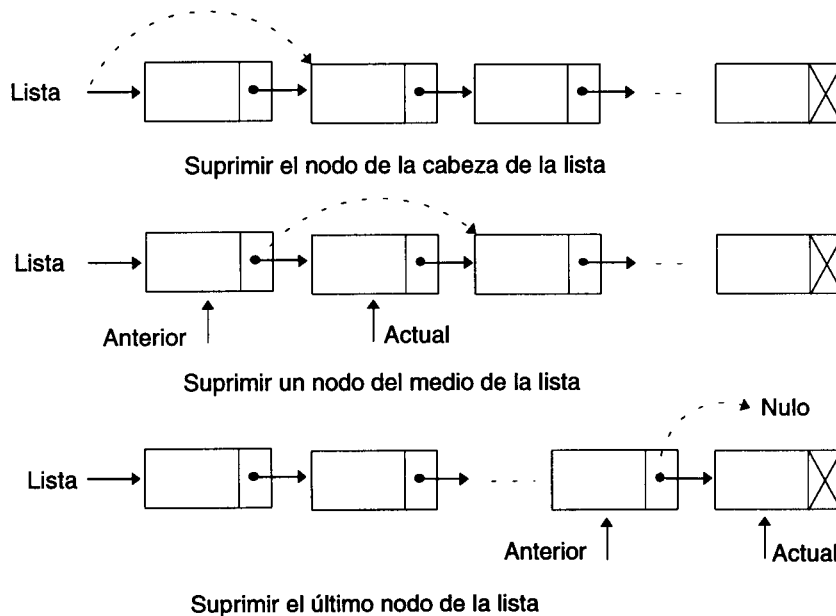 Lista
Suprimir el nodo de la cabeza de la lista
Lista
Anterior
Actual
Suprimir un nodo del medio de la lista
Nulo
Lista
Anterior
Actual
Suprimir el último nodo de la lista